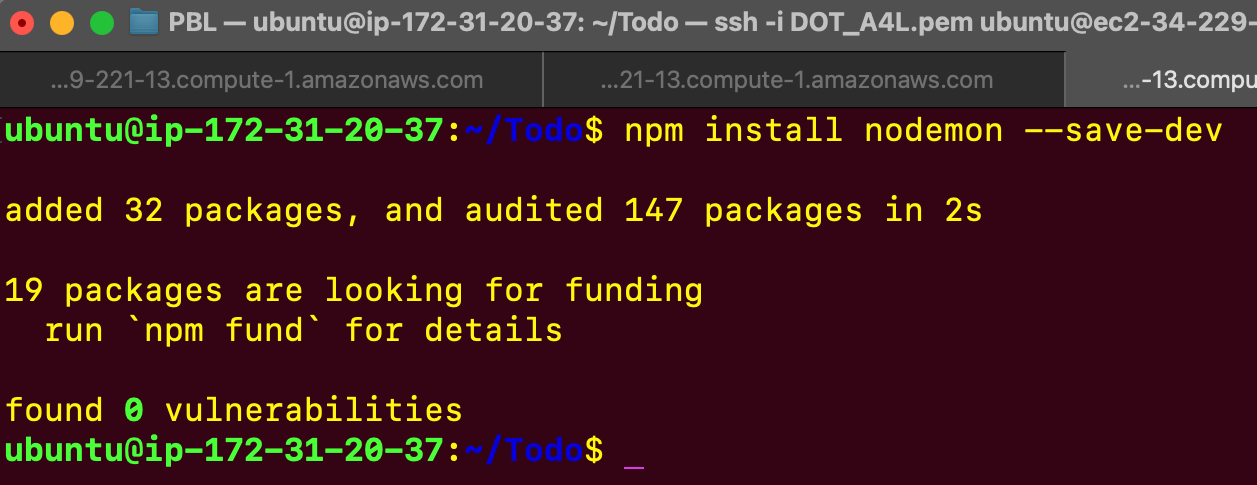 PBL — ubuntu@ip-172-31-20-37: ~/Todo — ssh -i DOT_A4L.pem ubuntu@ec2-34-229-
...9-221-13.compute-1.amazonaws.com ...21-13.compute-1.amazonaws.com ...-13.compu
ubuntu@ip-172-31-20-37:~/Todo$ npm install nodemon --save-dev
added 32 packages, and audited 147 packages in 2s
19 packages are looking for funding
  run `npm fund` for details
found 0 vulnerabilities
ubuntu@ip-172-31-20-37:~/Todo$ _